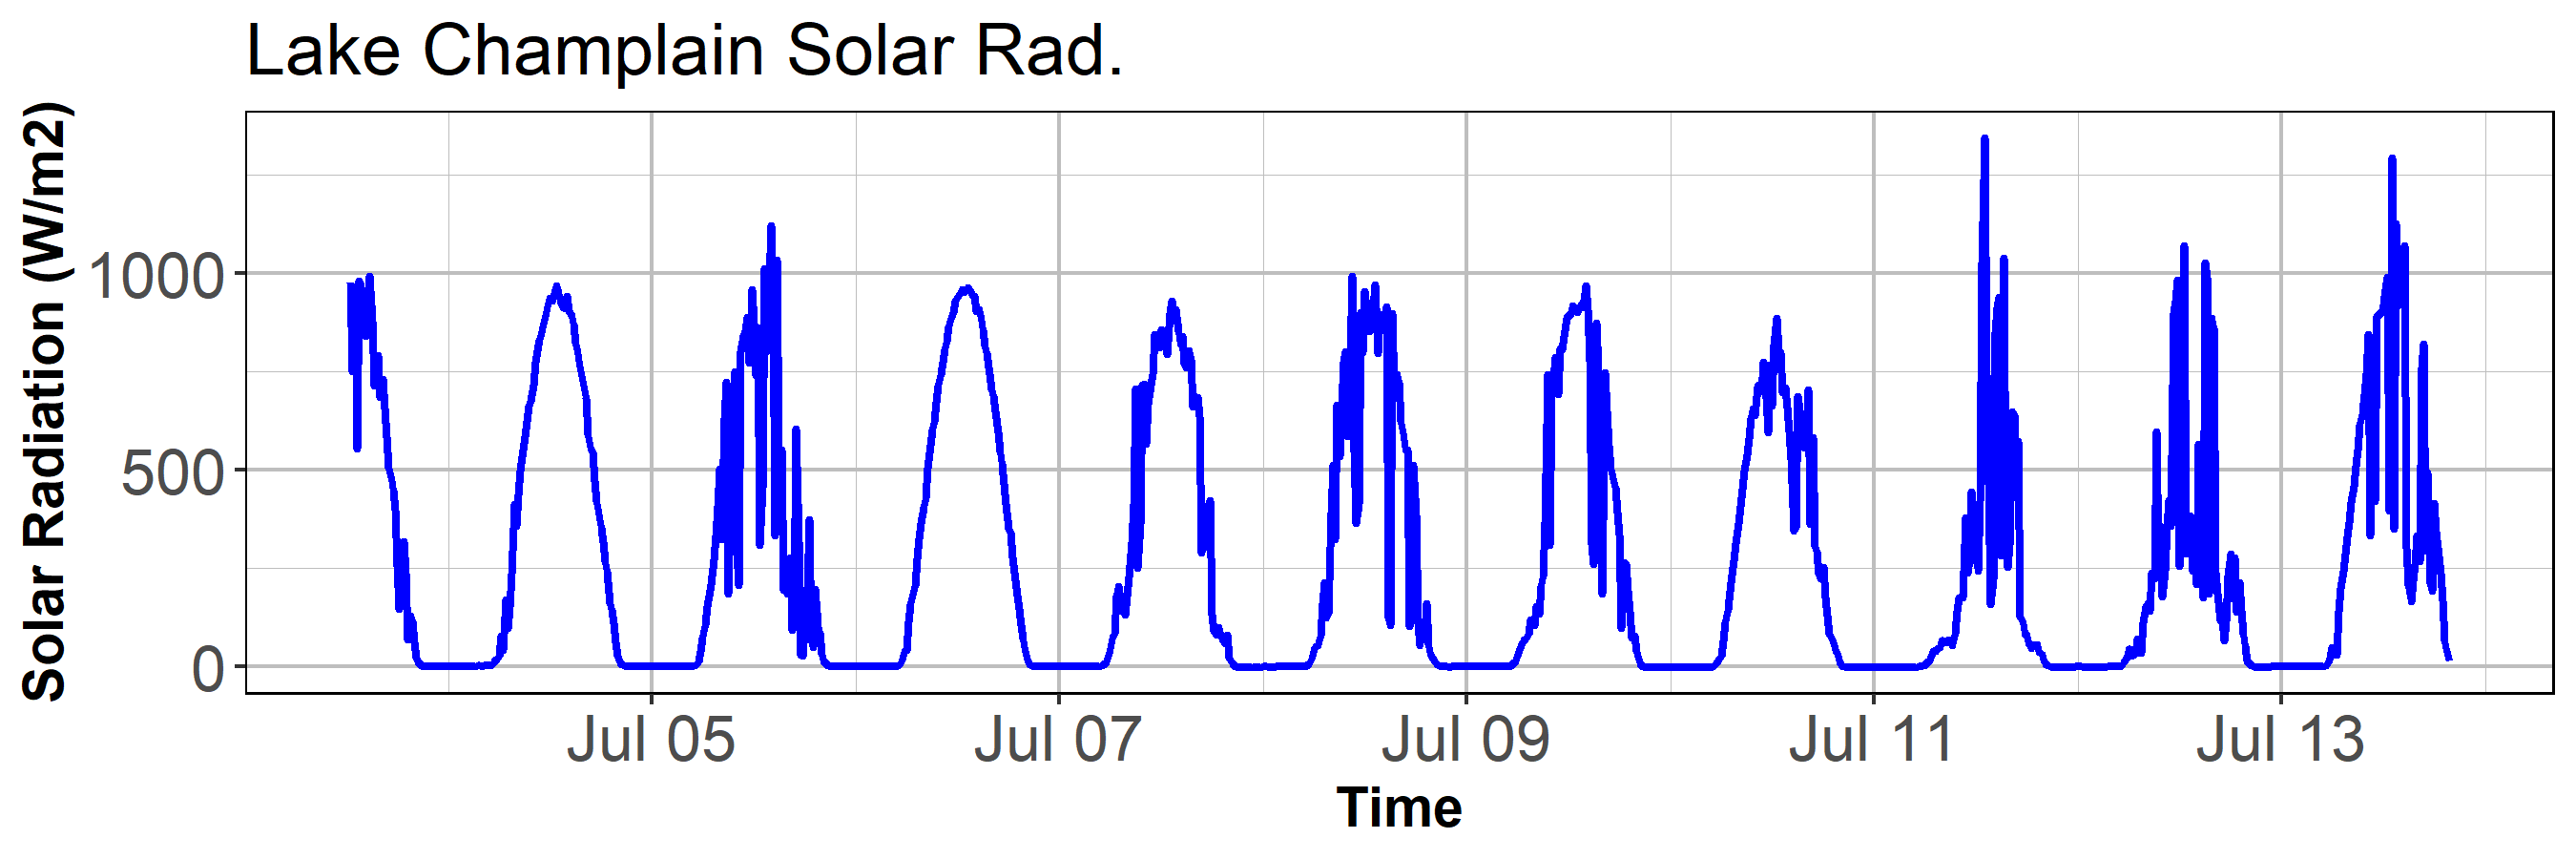 Lake Champlain Solar Rad.
Solar Radiation (W/m2)
1000
500
0
Jul 05 Jul 07 Jul 09 Jul 11 Jul 13
Time